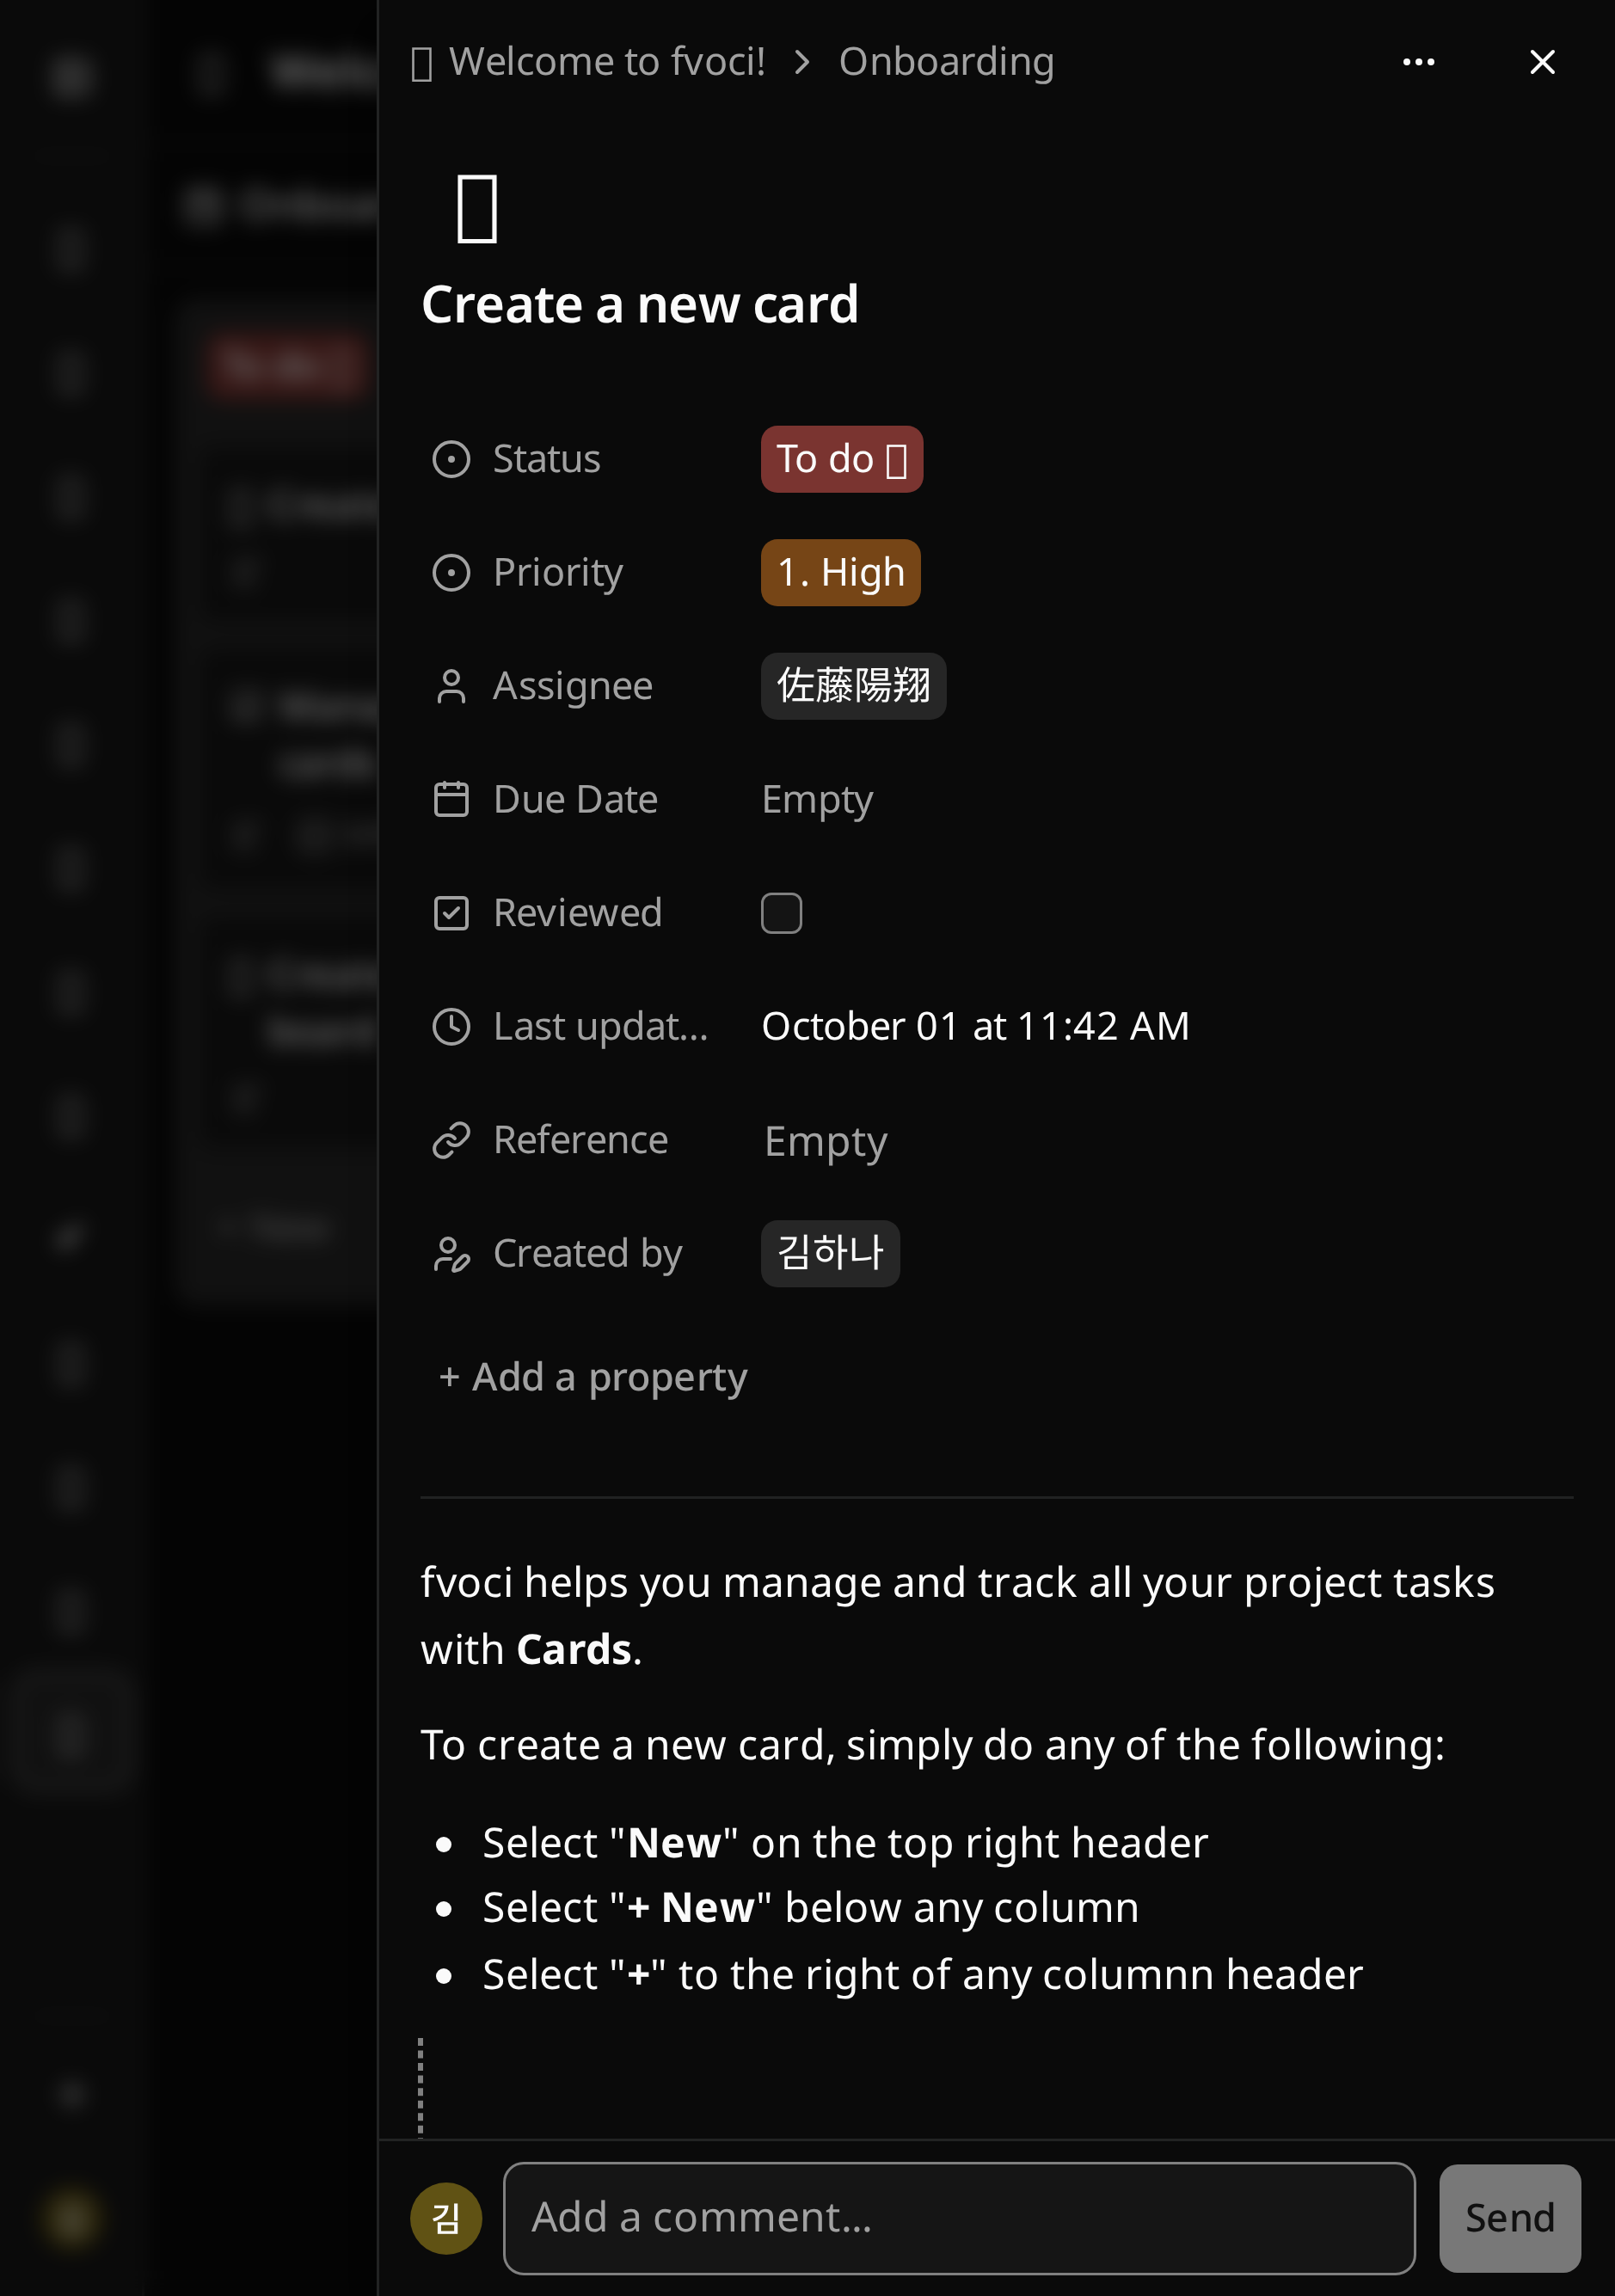 Welcome to fvoci! > Onboarding
Create a new card
Status To do
Priority 1. High
Assignee 佐藤陽翔
Due Date Empty
Reviewed
Last updat... October 01 at 11:42 AM
Reference Empty
Created by 김하나
+ Add a property
fvoci helps you manage and track all your project tasks
with Cards.
To create a new card, simply do any of the following:
• Select "New" on the top right header
• Select "+ New" below any column
• Select "+" to the right of any columnn header
김 Add a comment... Send